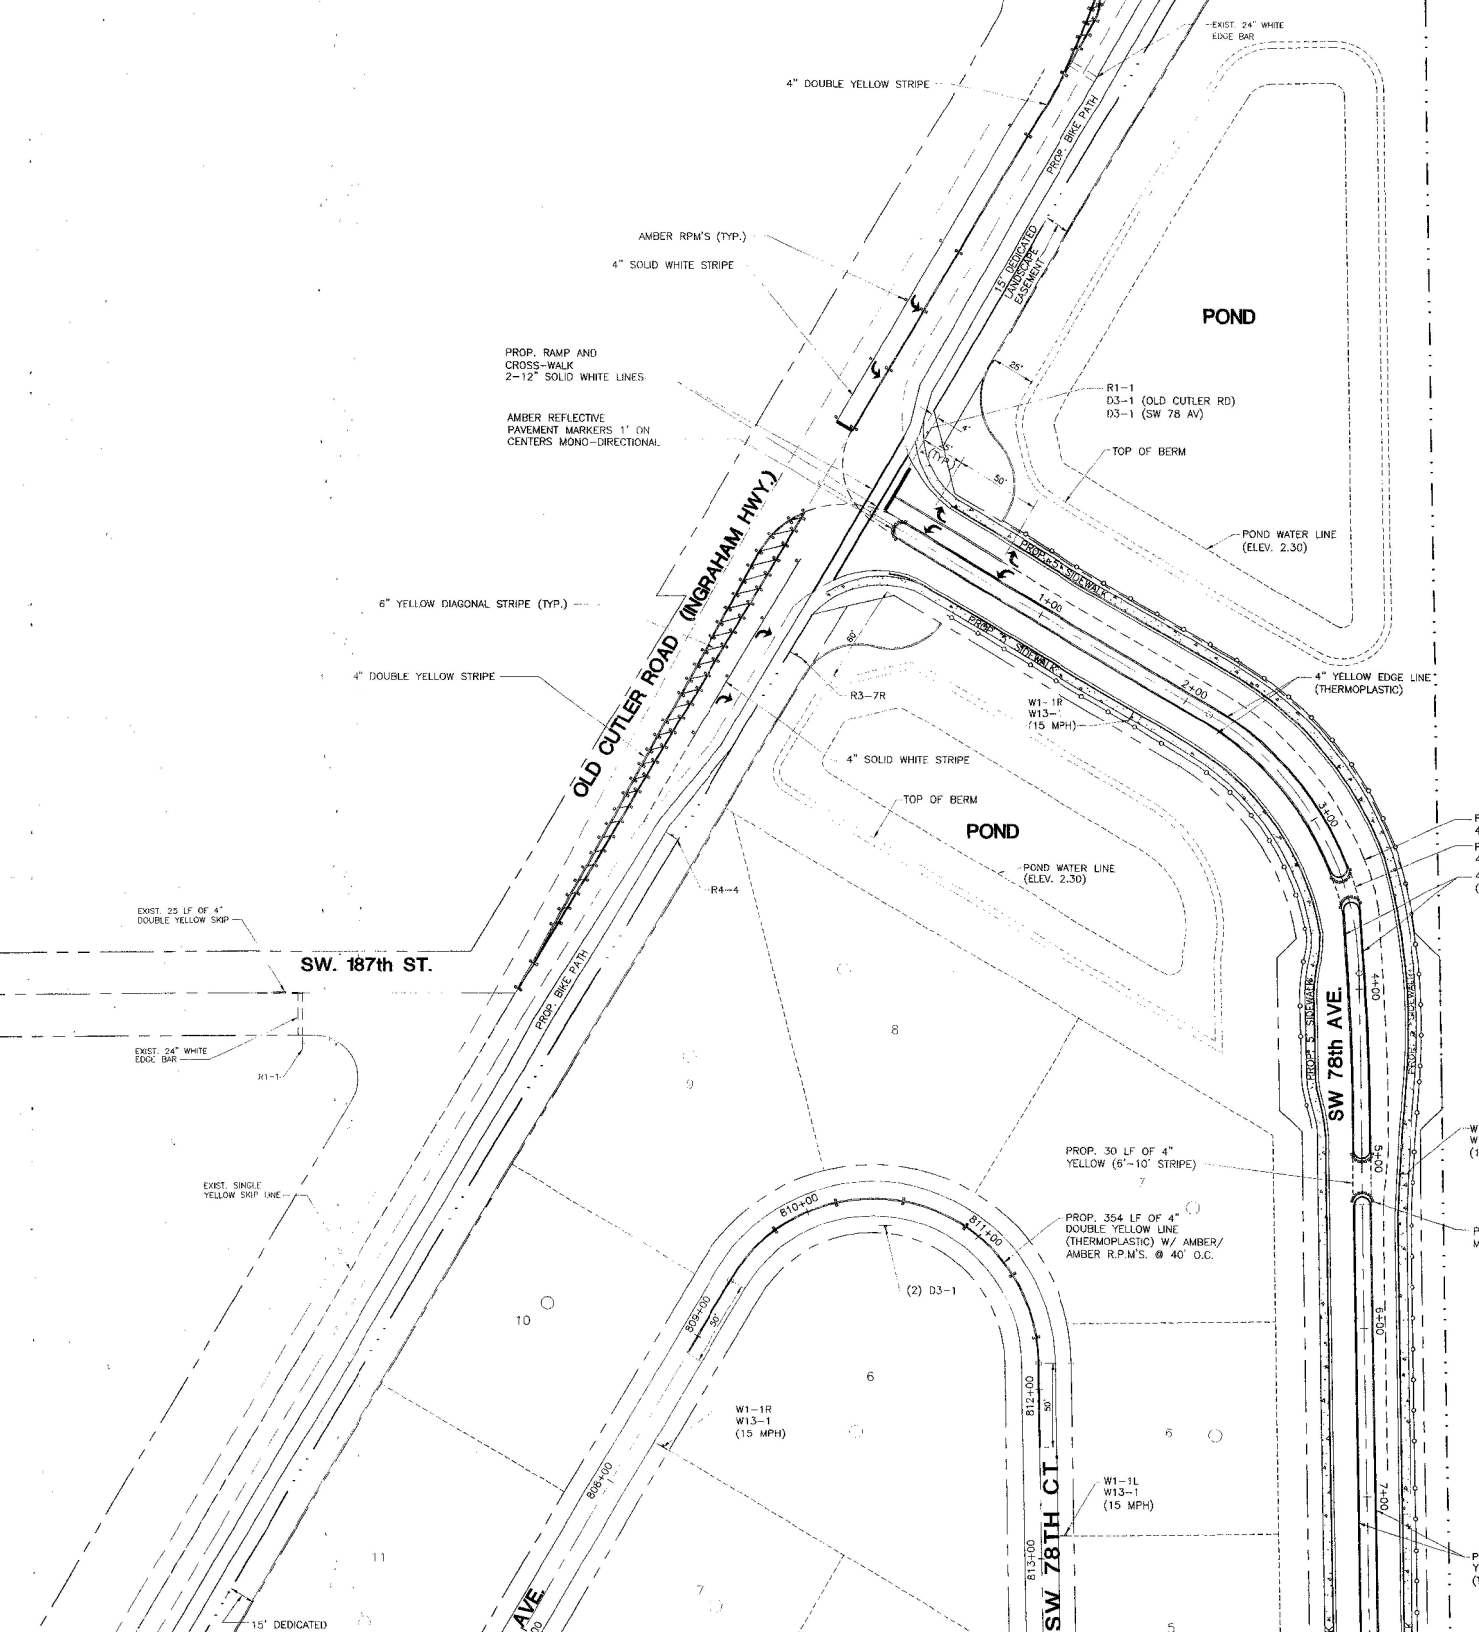 EXIST. 24" WHITE
EDGE BAR
4" DOUBLE YELLOW STRIPE
PROP. BIKE PATH
AMBER RPM'S (TYP.)
4" SOLID WHITE STRIPE
15' DEDICATED
LANDSCAPE
EASEMENT
POND
PROP. RAMP AND
CROSS-WALK
2-12" SOLID WHITE LINES
25'
R1-1
D3-1 (OLD CUTLER RD)
D3-1 (SW 78 AV)
AMBER REFLECTIVE
PAVEMENT MARKERS 1' ON
CENTERS MONO-DIRECTIONAL
4'
25'
(TYP.)
50'
TOP OF BERM
POND WATER LINE
(ELEV. 2.30)
OLD CUTLER ROAD (INGRAHAM HWY.)
PROP. 5' SIDEWALK
6" YELLOW DIAGONAL STRIPE (TYP.)
1+00
PROP. 5' SIDEWALK
4" DOUBLE YELLOW STRIPE
R3-7R
2+00
4" YELLOW EDGE LINE
(THERMOPLASTIC)
W1-1R
W13-1
(15 MPH)
4" SOLID WHITE STRIPE
TOP OF BERM
POND
3+00
POND WATER LINE
(ELEV. 2.30)
R4-4
EXIST. 25 LF OF 4"
DOUBLE YELLOW SKIP
SW. 187th ST.
PROP. BIKE PATH
8
9
PROP. 5' SIDEWALK
SW 78th AVE.
4+00
PROP. 5' SIDEWALK
EXIST. 24" WHITE
EDGE BAR
R1-1
EXIST. SINGLE
YELLOW SKIP LINE
PROP. 30 LF OF 4"
YELLOW (6'-10' STRIPE)
7
5+00
810+00
811+00
PROP. 354 LF OF 4"
DOUBLE YELLOW LINE
(THERMOPLASTIC) W/ AMBER/
AMBER R.P.M'S. @ 40' O.C.
(2) D3-1
809+00
50'
10
6+00
6
812+00
50'
W1-1R
W13-1
(15 MPH)
6
808+00
W1-1L
W13-1
(15 MPH)
7+00
11
813+00
SW 78TH CT.
7
AVE
15' DEDICATED
5